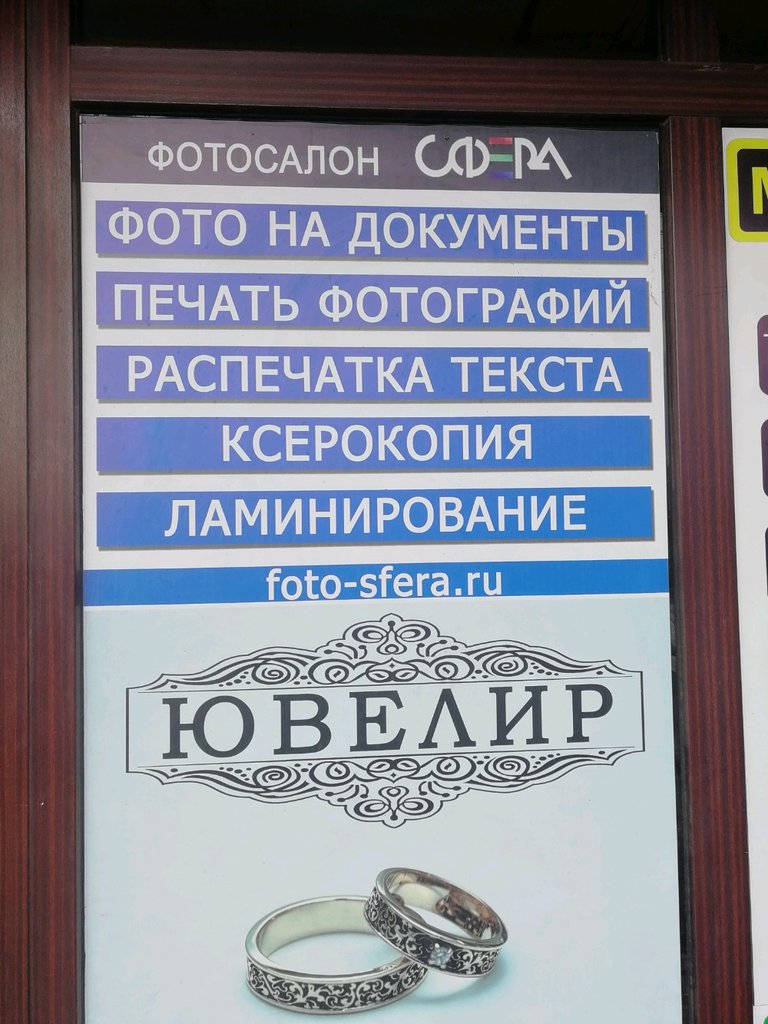 ФОТОСАЛОН СФЕРА
ФОТО НА ДОКУМЕНТЫ
ПЕЧАТЬ ФОТОГРАФИЙ
РАСПЕЧАТКА ТЕКСТА
КСЕРОКОПИЯ
ЛАМИНИРОВАНИЕ
foto-sfera.ru
ЮВЕЛИР